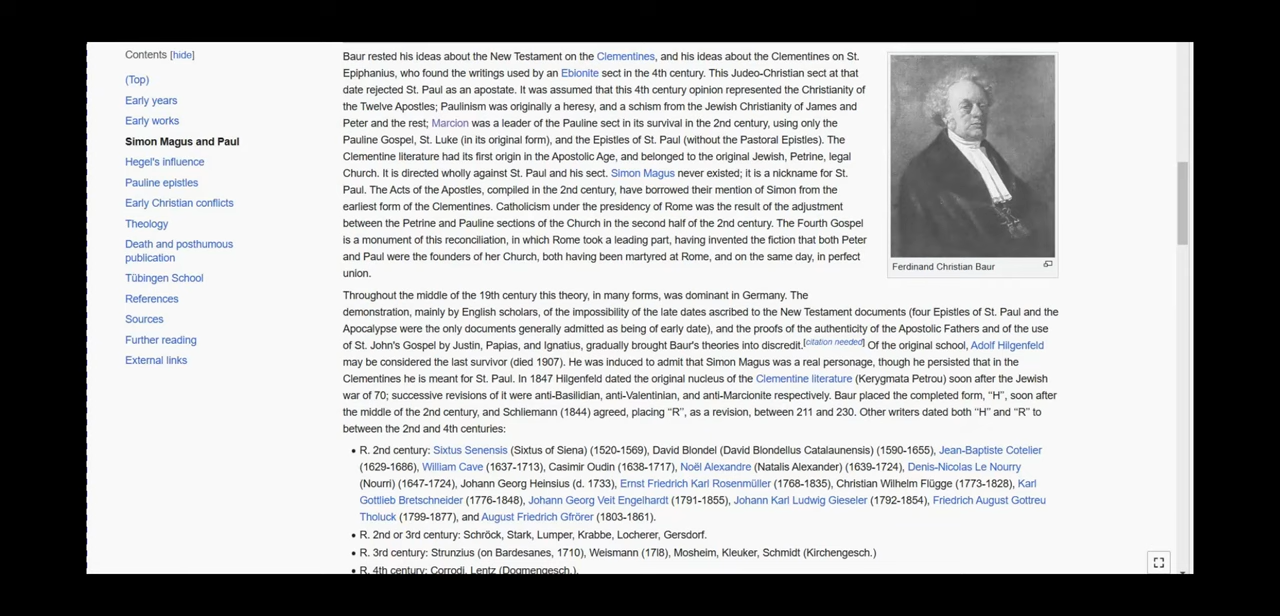 Contents [hide]
(Top)
Early years
Early works
Simon Magus and Paul
Hegel's influence
Pauline epistles
Early Christian conflicts
Theology
Death and posthumous
publication
Tübingen School
References
Sources
Further reading
External links
Baur rested his ideas about the New Testament on the Clementines, and his ideas about the Clementines on St.
Epiphanius, who found the writings used by an Ebionite sect in the 4th century. This Judeo-Christian sect at that
date rejected St. Paul as an apostate. It was assumed that this 4th century opinion represented the Christianity of
the Twelve Apostles; Paulinism was originally a heresy, and a schism from the Jewish Christianity of James and
Peter and the rest; Marcion was a leader of the Pauline sect in its survival in the 2nd century, using only the
Pauline Gospel, St. Luke (in its original form), and the Epistles of St. Paul (without the Pastoral Epistles). The
Clementine literature had its first origin in the Apostolic Age, and belonged to the original Jewish, Petrine, legal
Church. It is directed wholly against St. Paul and his sect. Simon Magus never existed; it is a nickname for St.
Paul. The Acts of the Apostles, compiled in the 2nd century, have borrowed their mention of Simon from the
earliest form of the Clementines. Catholicism under the presidency of Rome was the result of the adjustment
between the Petrine and Pauline sections of the Church in the second half of the 2nd century. The Fourth Gospel
is a monument of this reconciliation, in which Rome took a leading part, having invented the fiction that both Peter
and Paul were the founders of her Church, both having been martyred at Rome, and on the same day, in perfect
union.
Ferdinand Christian Baur
Throughout the middle of the 19th century this theory, in many forms, was dominant in Germany. The
demonstration, mainly by English scholars, of the impossibility of the late dates ascribed to the New Testament documents (four Epistles of St. Paul and the
Apocalypse were the only documents generally admitted as being of early date), and the proofs of the authenticity of the Apostolic Fathers and of the use
of St. John's Gospel by Justin, Papias, and Ignatius, gradually brought Baur's theories into discredit.[citation needed] Of the original school, Adolf Hilgenfeld
may be considered the last survivor (died 1907). He was induced to admit that Simon Magus was a real personage, though he persisted that in the
Clementines he is meant for St. Paul. In 1847 Hilgenfeld dated the original nucleus of the Clementine literature (Kerygmata Petrou) soon after the Jewish
war of 70; successive revisions of it were anti-Basilidian, anti-Valentinian, and anti-Marcionite respectively. Baur placed the completed form, "H", soon after
the middle of the 2nd century, and Schliemann (1844) agreed, placing "R", as a revision, between 211 and 230. Other writers dated both "H" and "R" to
between the 2nd and 4th centuries:
• R. 2nd century: Sixtus Senensis (Sixtus of Siena) (1520-1569), David Blondel (David Blondellus Catalaunensis) (1590-1655), Jean-Baptiste Cotelier
(1629-1686), William Cave (1637-1713), Casimir Oudin (1638-1717), Noël Alexandre (Natalis Alexander) (1639-1724), Denis-Nicolas Le Nourry
(Nourri) (1647-1724), Johann Georg Heinsius (d. 1733), Ernst Friedrich Karl Rosenmüller (1768-1835), Christian Wilhelm Flügge (1773-1828), Karl
Gottlieb Bretschneider (1776-1848), Johann Georg Veit Engelhardt (1791-1855), Johann Karl Ludwig Gieseler (1792-1854), Friedrich August Gottreu
Tholuck (1799-1877), and August Friedrich Gfrörer (1803-1861).
• R. 2nd or 3rd century: Schröck, Stark, Lumper, Krabbe, Locherer, Gersdorf.
• R. 3rd century: Strunzius (on Bardesanes, 1710), Weismann (17l8), Mosheim, Kleuker, Schmidt (Kirchengesch.)
• R. 4th century: Corrodi, Lentz (Dogmengesch.).